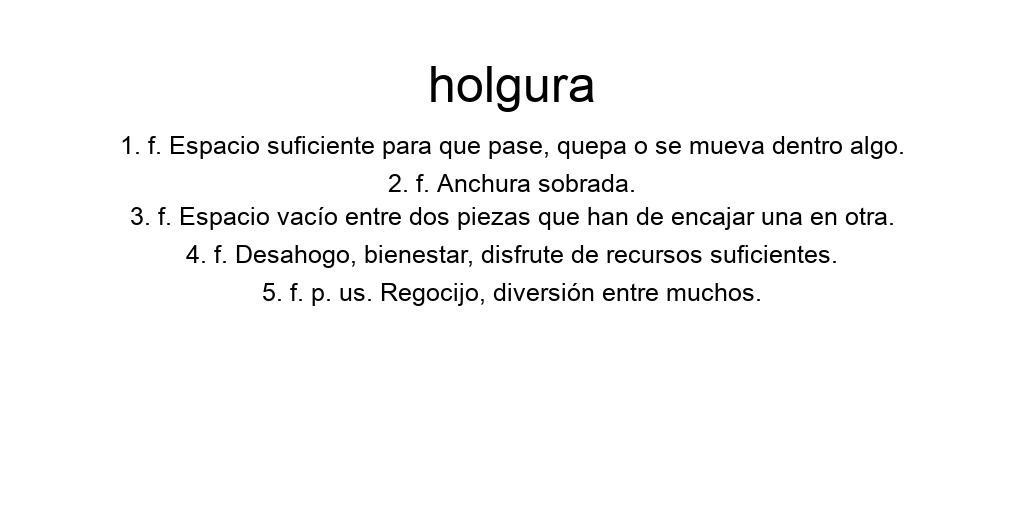 holgura
1. f. Espacio suficiente para que pase, quepa o se mueva dentro algo.
2. f. Anchura sobrada.
3. f. Espacio vacío entre dos piezas que han de encajar una en otra.
4. f. Desahogo, bienestar, disfrute de recursos suficientes.
5. f. p. us. Regocijo, diversión entre muchos.